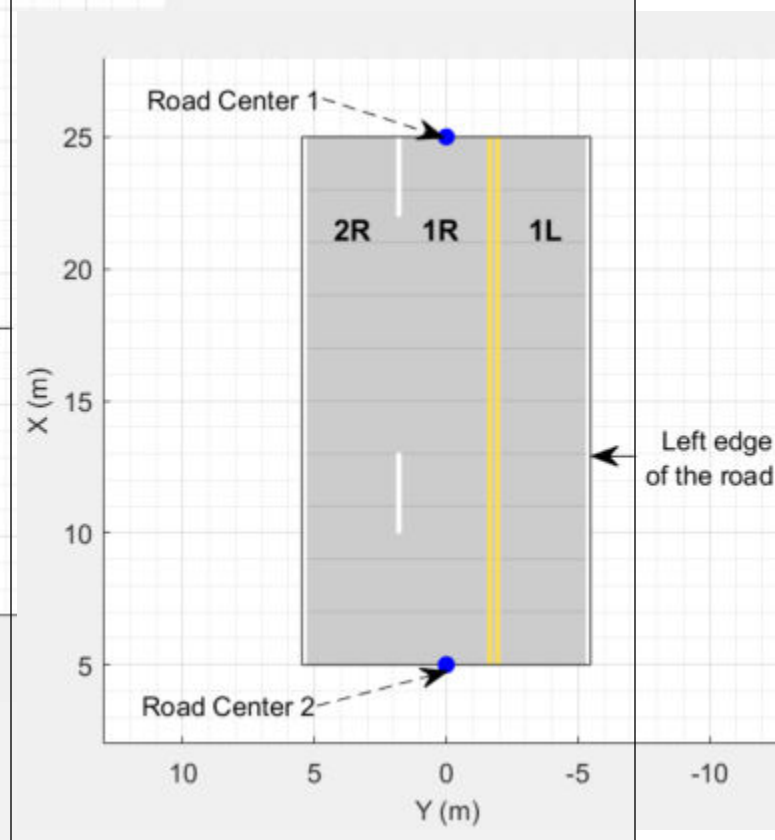 Road Center 1
25
2R 1R 1L
20
X (m)
15
Left edge
of the road
10
5
Road Center 2
10 5 0 -5 -10
Y (m)